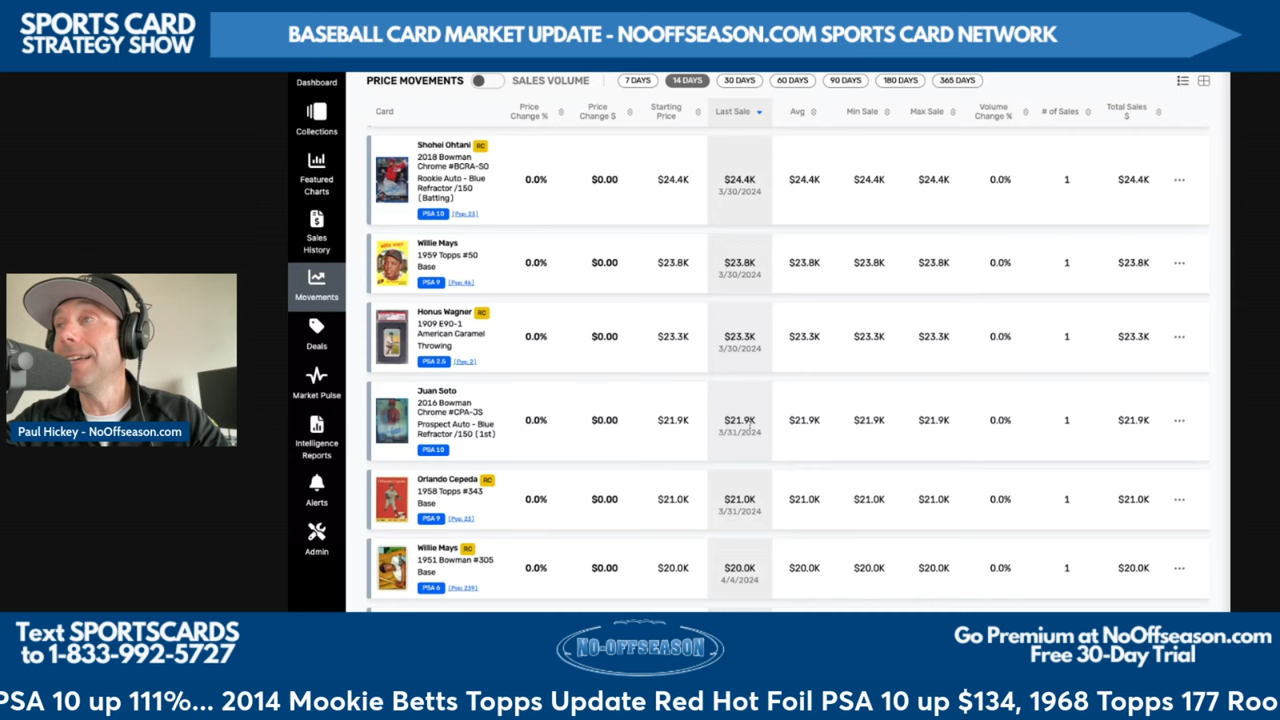 SPORTS CARD
STRATEGY SHOW
BASEBALL CARD MARKET UPDATE - NOOFFSEASON.COM SPORTS CARD NETWORK
Dashboard
Collections
Featured
Charts
Sales
History
Movements
Deals
Market Pulse
Intelligence
Reports
Alerts
Admin
PRICE MOVEMENTS SALES VOLUME 7 DAYS 14 DAYS 30 DAYS 60 DAYS 90 DAYS 180 DAYS 365 DAYS
Card Price Change % Price Change $ Starting Price Last Sale Avg Min Sale Max Sale Volume Change % # of Sales Total Sales $
Shohei Ohtani RC
2018 Bowman
Chrome #BCRA-SO
Rookie Auto - Blue
Refractor /150
(Batting)
PSA 10 [Pop: 23]
0.0% $0.00 $24.4K $24.4K $24.4K $24.4K $24.4K 0.0% 1 $24.4K
3/30/2024
Willie Mays
1959 Topps #50
Base
PSA 9 [Pop: 46]
0.0% $0.00 $23.8K $23.8K $23.8K $23.8K $23.8K 0.0% 1 $23.8K
3/30/2024
Honus Wagner RC
1909 E90-1
American Caramel
Throwing
PSA 2.5 [Pop: 2]
0.0% $0.00 $23.3K $23.3K $23.3K $23.3K $23.3K 0.0% 1 $23.3K
3/30/2024
Juan Soto
2016 Bowman
Chrome #CPA-JS
Prospect Auto - Blue
Refractor /150 (1st)
PSA 10
0.0% $0.00 $21.9K $21.9K $21.9K $21.9K $21.9K 0.0% 1 $21.9K
3/31/2024
Orlando Cepeda RC
1958 Topps #343
Base
PSA 9 [Pop: 23]
0.0% $0.00 $21.0K $21.0K $21.0K $21.0K $21.0K 0.0% 1 $21.0K
3/31/2024
Willie Mays RC
1951 Bowman #305
Base
PSA 6 [Pop: 239]
0.0% $0.00 $20.0K $20.0K $20.0K $20.0K $20.0K 0.0% 1 $20.0K
4/4/2024
Paul Hickey - NoOffseason.com
Text SPORTSCARDS
to 1-833-992-5727
NO-OFFSEASON
Go Premium at NoOffseason.com
Free 30-Day Trial
PSA 10 up 111%... 2014 Mookie Betts Topps Update Red Hot Foil PSA 10 up $134, 1968 Topps 177 Roo